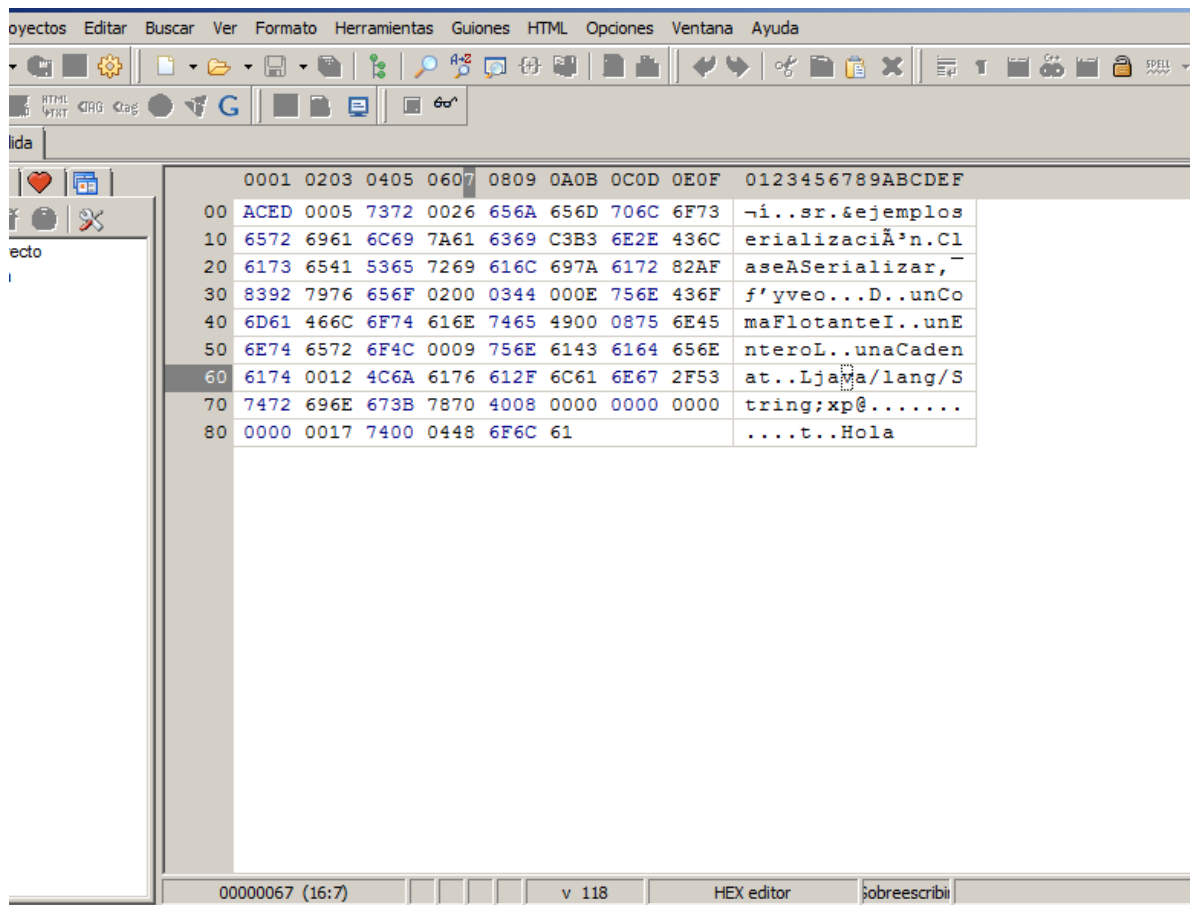 oyectos Editar Buscar Ver Formato Herramientas Guiones HTML Opciones Ventana Ayuda
SPELL
HTML TXT TAG tag G
lida
0001 0203 0405 0607 0809 0A0B 0C0D 0E0F 0123456789ABCDEF
00 ACED 0005 7372 0026 656A 656D 706C 6F73 ¬í..sr.&ejemplos
ecto
10 6572 6961 6C69 7A61 6369 C3B3 6E2E 436C erializaciÃ³n.Cl
20 6173 6541 5365 7269 616C 697A 6172 82AF aseASerializar‚¯
30 8392 7976 656F 0200 0344 000E 756E 436F ƒ’yveo...D..unCo
40 6D61 466C 6F74 616E 7465 4900 0875 6E45 maFlotanteI..unE
50 6E74 6572 6F4C 0009 756E 6143 6164 656E nteroL..unaCaden
60 6174 0012 4C6A 6176 612F 6C61 6E67 2F53 at..Ljava/lang/S
70 7472 696E 673B 7870 4008 0000 0000 0000 tring;xp@.......
80 0000 0017 7400 0448 6F6C 61 ....t..Hola
00000067 (16:7) v 118 HEX editor Sobreescribi